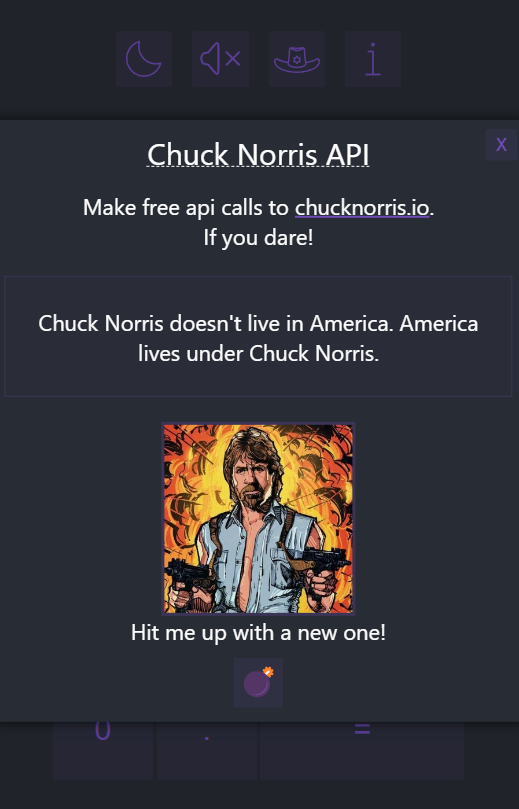 i
Chuck Norris API
X
Make free api calls to chucknorris.io.
If you dare!
Chuck Norris doesn't live in America. America
lives under Chuck Norris.
Hit me up with a new one!
0 . =